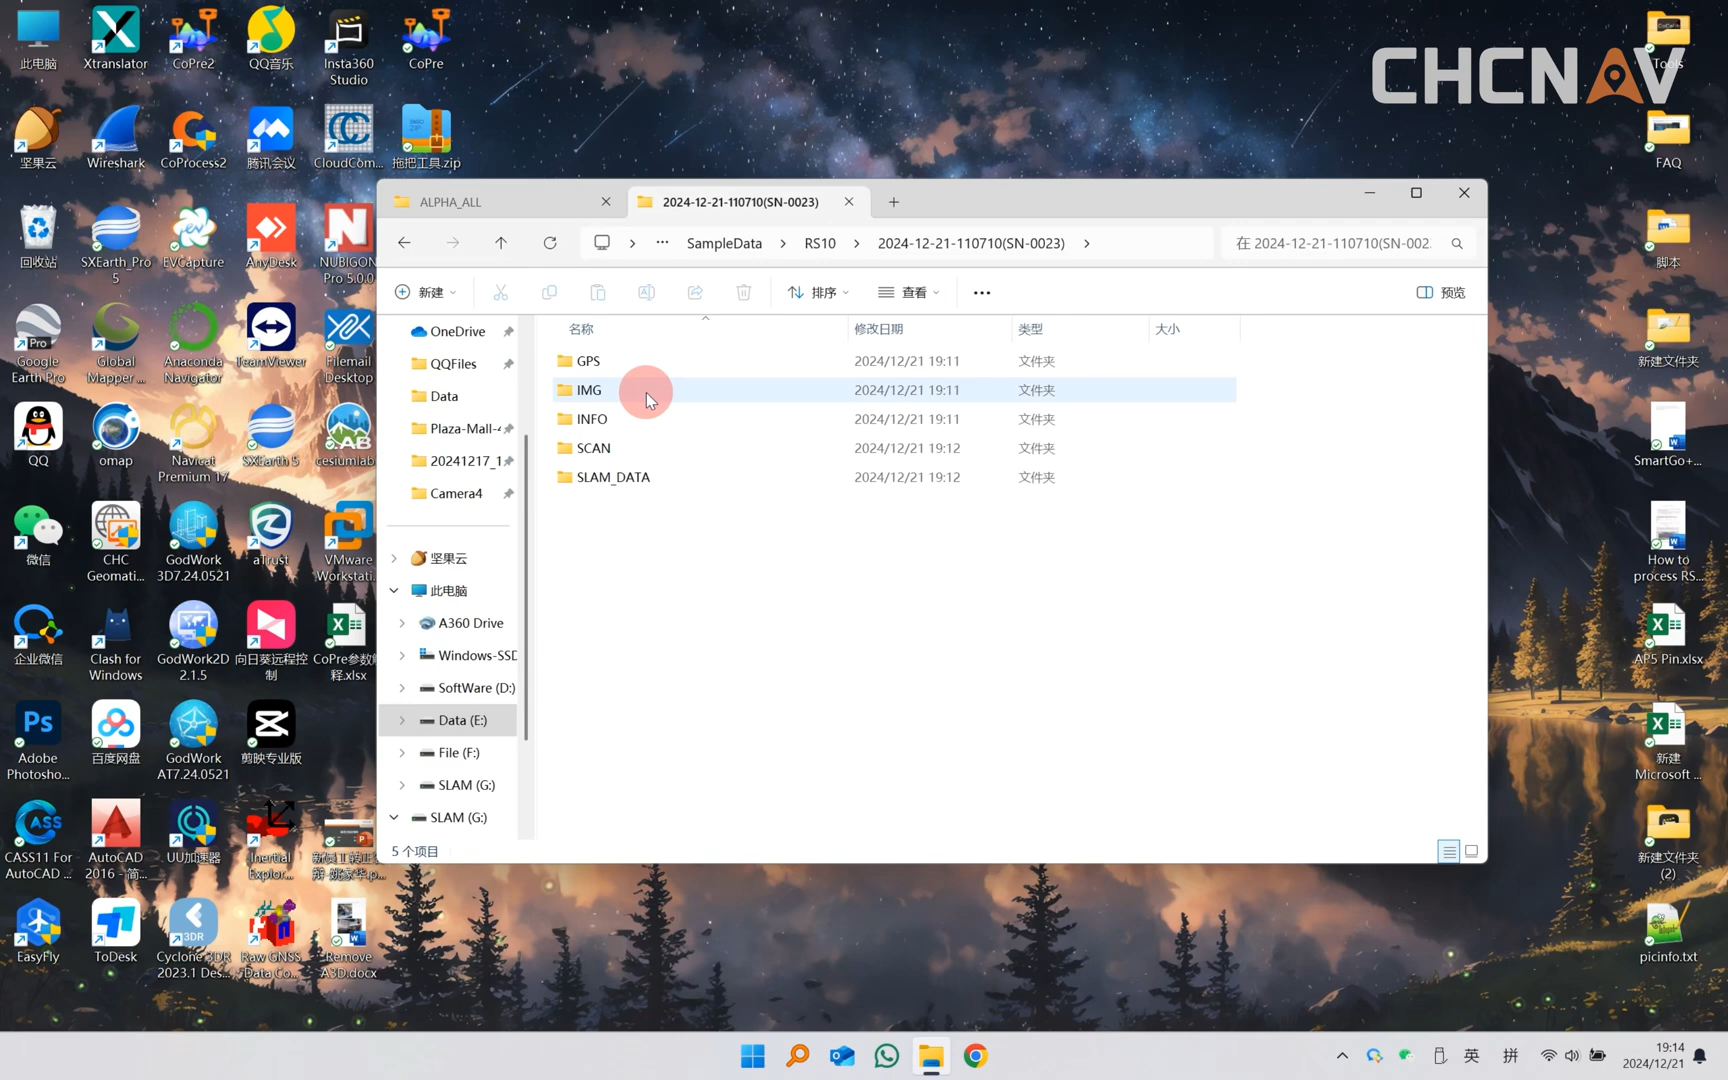 此电脑
Xtranslator
CoPre2
QQ音乐
Insta360
Studio
CoPre
Tools
CHCNAV
坚果云
Wireshark
CoProcess2
腾讯会议
CloudCom...
拖把工具.zip
FAQ
回收站
SXEarth_Pro
5
EVCapture
AnyDesk
NUBIGON
Pro 5.0.0
脚本
Google
Earth Pro
Global
Mapper ...
Anaconda
Navigator
TeamViewer
Filemail
Desktop
新建文件夹
QQ
omap
Navicat
Premium 17
SXEarth 5
cesiumlab
SmartGo+...
微信
CHC
Geomati...
GodWork
3D7.24.0521
aTrust
VMware
Workstati...
How to
process RS...
企业微信
Clash for
Windows
GodWork2D
2.1.5
向日葵远程控
制
CoPre参数解
释.xlsx
AP5 Pin.xlsx
Adobe
Photosho...
百度网盘
GodWork
AT7.24.0521
剪映专业版
新建
Microsoft ...
CASS11 For
AutoCAD ...
AutoCAD
2016 - 简...
UU加速器
Inertial
Explor...
新建文件夹
(2)
EasyFly
ToDesk
Cyclone 3DR
2023.1 Des...
Raw GNSS
Data Co...
Remove
A3D.docx
picinfo.txt
ALPHA_ALL
2024-12-21-110710(SN-0023)
SampleData
RS10
2024-12-21-110710(SN-0023)
在 2024-12-21-110710(SN-002
新建
排序
查看
预览
OneDrive
QQFiles
Data
Plaza-Mall-
20241217_1
Camera4
坚果云
此电脑
A360 Drive
Windows-SSD
SoftWare (D:)
Data (E:)
File (F:)
SLAM (G:)
SLAM (G:)
名称
修改日期
类型
大小
GPS
2024/12/21 19:11
文件夹
IMG
2024/12/21 19:11
文件夹
INFO
2024/12/21 19:11
文件夹
SCAN
2024/12/21 19:12
文件夹
SLAM_DATA
2024/12/21 19:12
文件夹
5 个项目
英
拼
19:14
2024/12/21